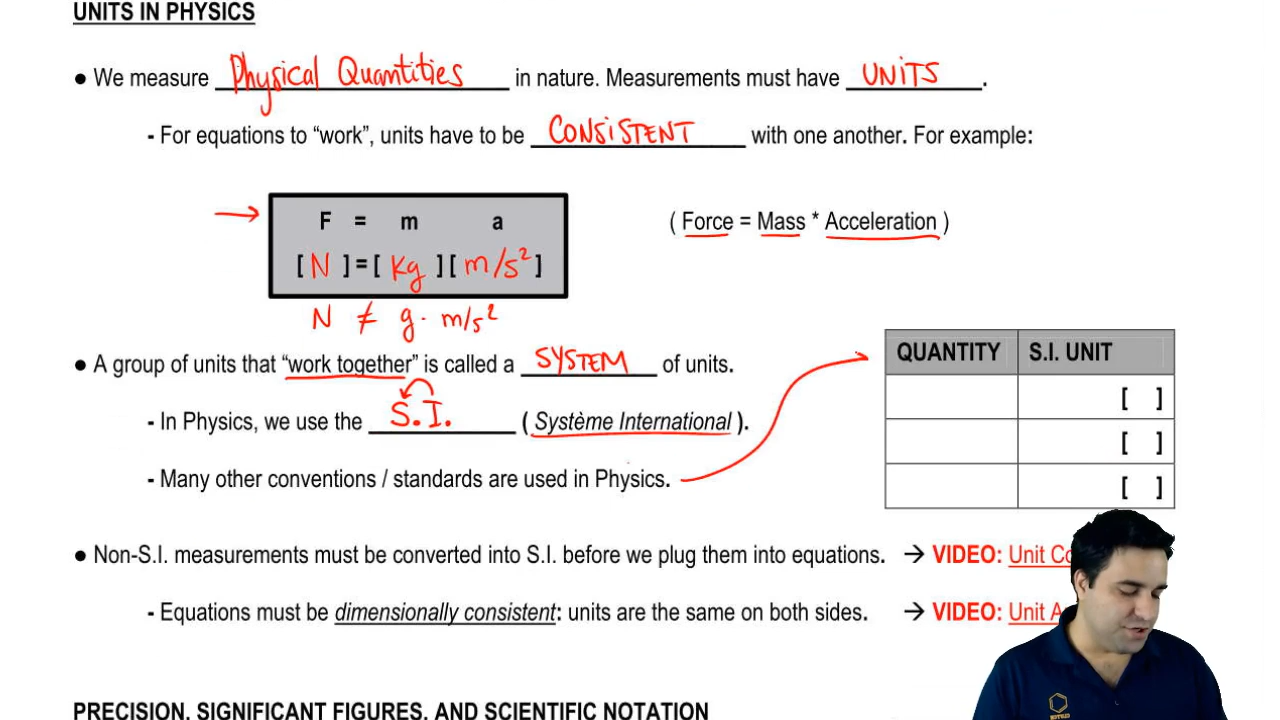 UNITS IN PHYSICS
● We measure Physical Quantities in nature. Measurements must have UNITS.
- For equations to “work”, units have to be CONSISTENT with one another. For example:
F = m a ( Force = Mass * Acceleration )
[ N ] = [ Kg ] [ m/s² ]
N ≠ g · m/s²
● A group of units that “work together” is called a SYSTEM of units.
QUANTITY S.I. UNIT
[ ]
- In Physics, we use the S.I. ( Système International ).
[ ]
- Many other conventions / standards are used in Physics.
[ ]
● Non-S.I. measurements must be converted into S.I. before we plug them into equations. → VIDEO: Unit
- Equations must be dimensionally consistent: units are the same on both sides. → VIDEO: Unit
PRECISION, SIGNIFICANT FIGURES, AND SCIENTIFIC NOTATION